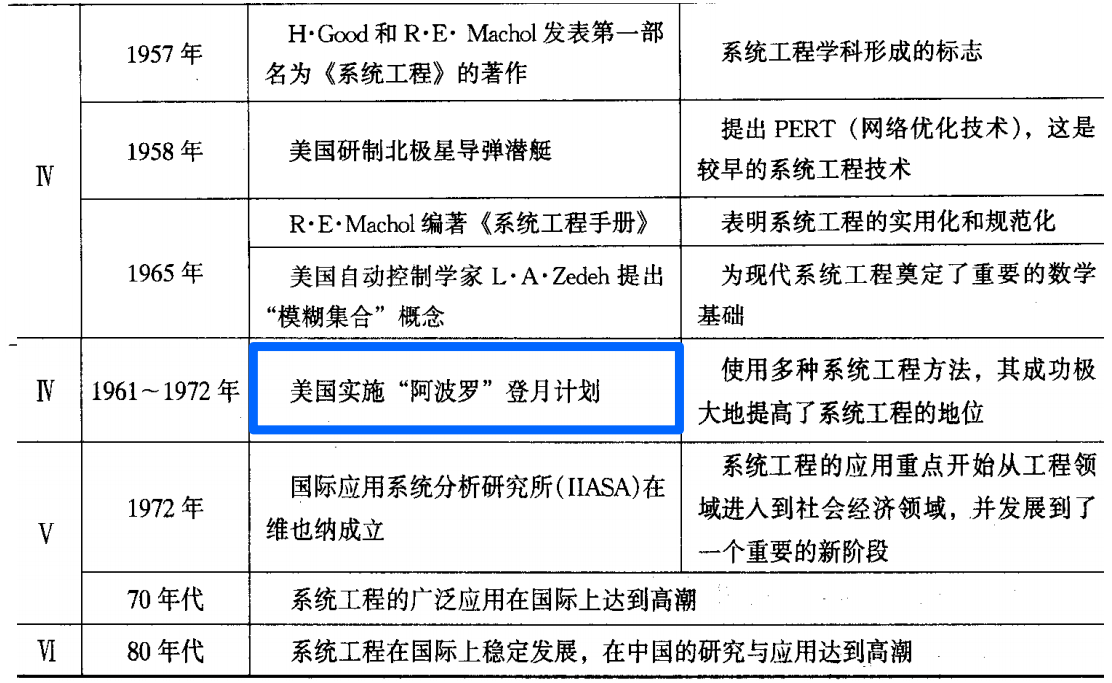 1957 年
H·Good 和 R·E· Machol 发表第一部
名为《系统工程》的著作
系统工程学科形成的标志
Ⅳ
1958 年
美国研制北极星导弹潜艇
提出 PERT（网络优化技术），这是
较早的系统工程技术
1965 年
R·E·Machol 编著《系统工程手册》
表明系统工程的实用化和规范化
美国自动控制学家 L·A·Zedeh 提出
“模糊集合”概念
为现代系统工程奠定了重要的数学
基础
Ⅳ
1961～1972 年
美国实施“阿波罗”登月计划
使用多种系统工程方法，其成功极
大地提高了系统工程的地位
Ⅴ
1972 年
国际应用系统分析研究所(IIASA)在
维也纳成立
系统工程的应用重点开始从工程领
域进入到社会经济领域，并发展到了
一个重要的新阶段
70 年代
系统工程的广泛应用在国际上达到高潮
Ⅵ
80 年代
系统工程在国际上稳定发展，在中国的研究与应用达到高潮